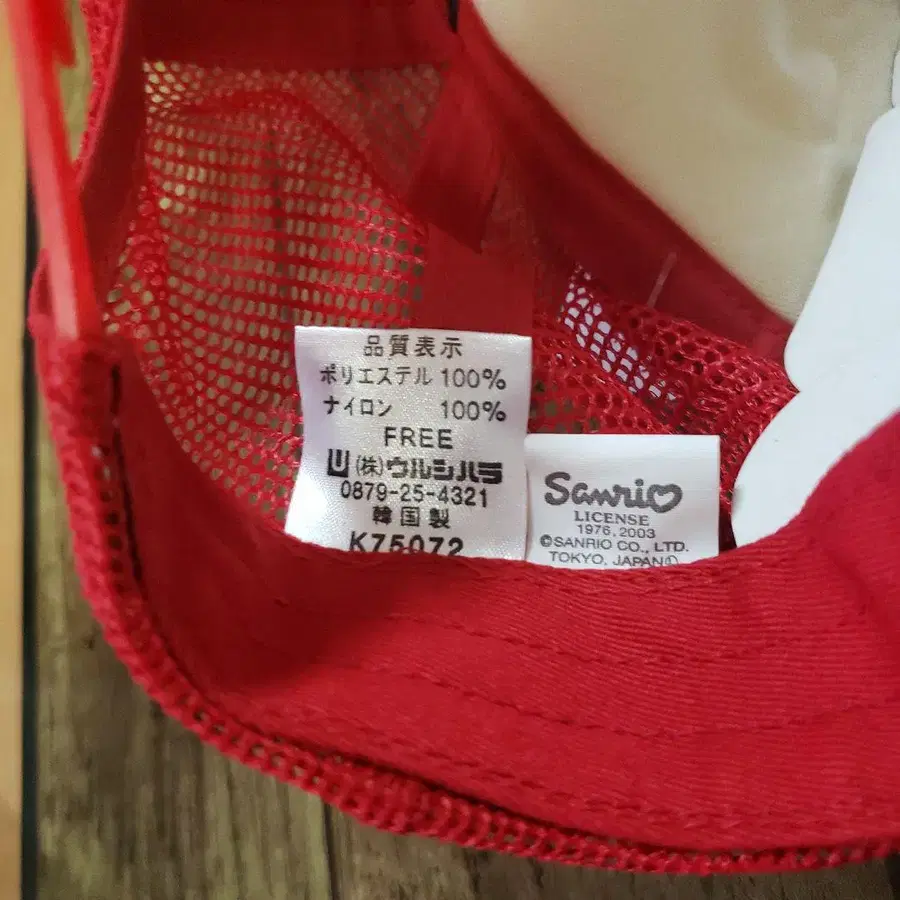 品質表示
ポリエステル 100%
ナイロン 100%
FREE
(株)ウルシハラ
0879-25-4321
韓国製
K75072
Sanrio
LICENSE
1976, 2003
©SANRIO CO., LTD.
TOKYO, JAPAN①